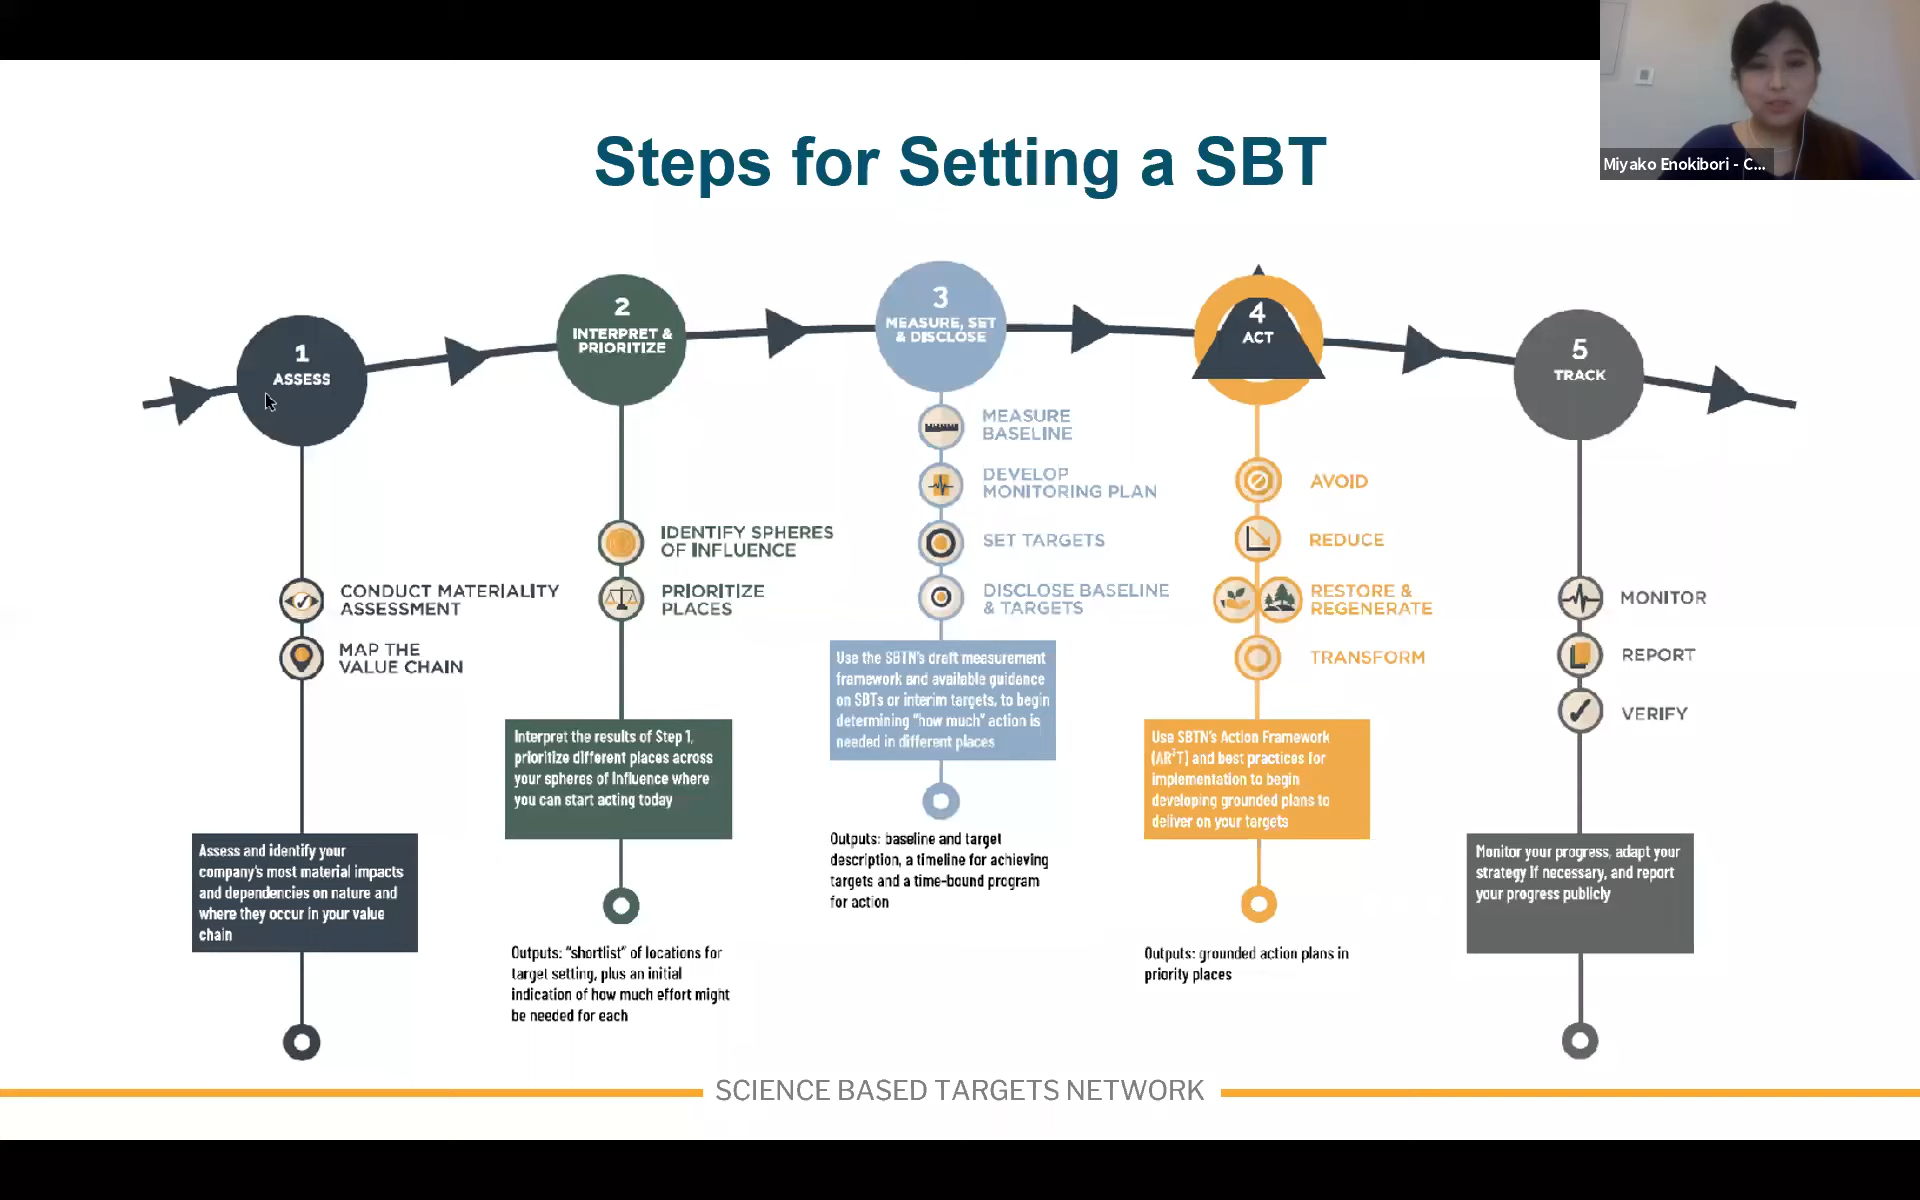 Miyako Enokibori - C...
Steps for Setting a SBT
1
ASSESS
CONDUCT MATERIALITY
ASSESSMENT
MAP THE
VALUE CHAIN
Assess and identify your
company's most material impacts
and dependencies on nature and
where they occur in your value
chain
2
INTERPRET &
PRIORITIZE
IDENTIFY SPHERES
OF INFLUENCE
PRIORITIZE
PLACES
Interpret the results of Step 1,
prioritize different places across
your spheres of influence where
you can start acting today
Outputs: “shortlist” of locations for
target setting, plus an initial
indication of how much effort might
be needed for each
3
MEASURE, SET
& DISCLOSE
MEASURE
BASELINE
DEVELOP
MONITORING PLAN
SET TARGETS
DISCLOSE BASELINE
& TARGETS
Use the SBTN's draft measurement
framework and available guidance
on SBTs or interim targets, to begin
determining “how much” action is
needed in different places
Outputs: baseline and target
description, a timeline for achieving
targets and a time-bound program
for action
4
ACT
AVOID
REDUCE
RESTORE &
REGENERATE
TRANSFORM
Use SBTN's Action Framework
(AR³T) and best practices for
implementation to begin
developing grounded plans to
deliver on your targets
Outputs: grounded action plans in
priority places
5
TRACK
MONITOR
REPORT
VERIFY
Monitor your progress, adapt your
strategy if necessary, and report
your progress publicly
SCIENCE BASED TARGETS NETWORK